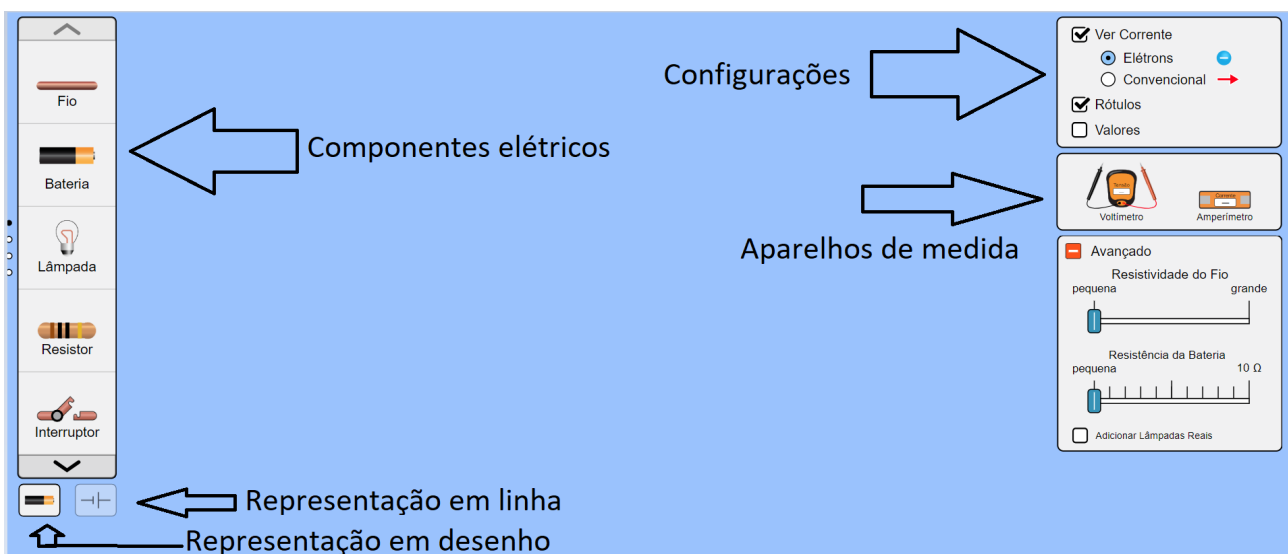 Fio
Bateria
Lâmpada
Resistor
Interruptor
Componentes elétricos
Representação em linha
Representação em desenho
Configurações
Aparelhos de medida
Ver Corrente
Elétrons
Convencional
Rótulos
Valores
Tensão
Voltímetro
Corrente
Amperímetro
Avançado
Resistividade do Fio
pequena grande
Resistência da Bateria
pequena 10 Ω
Adicionar Lâmpadas Reais